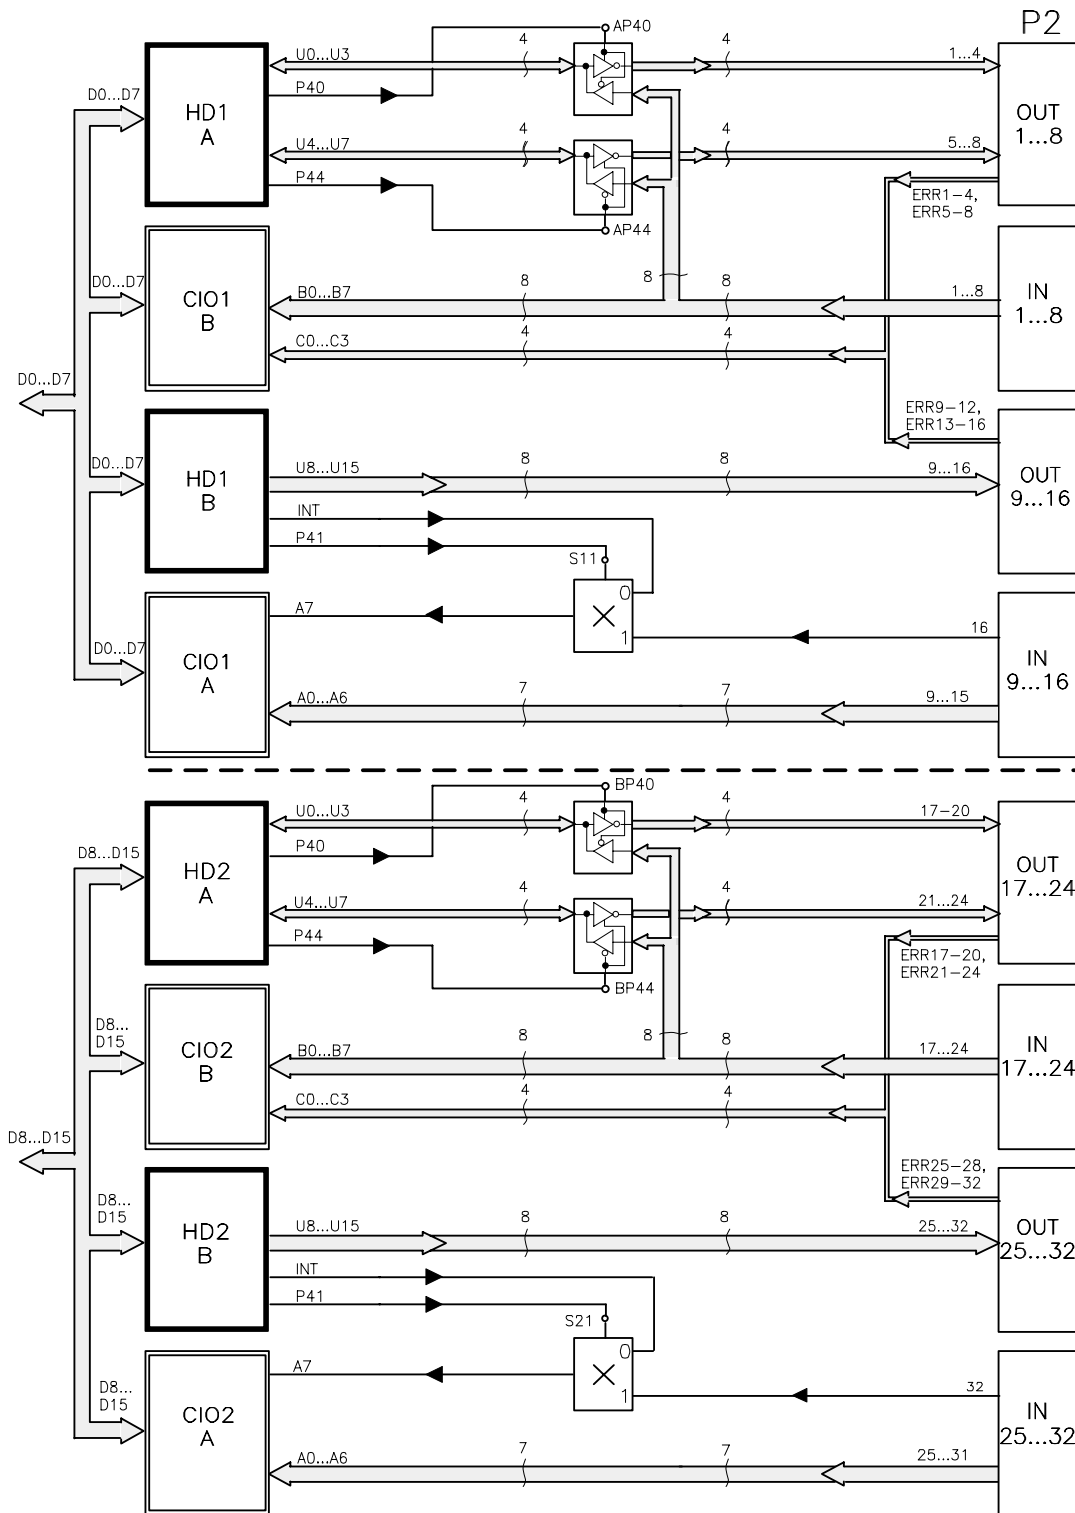 P2
AP40
4
4
U0...U3
1...4
D0...D7
P40
HD1
A
OUT
1...8
4
4
U4...U7
5...8
P44
ERR1-4,
ERR5-8
AP44
D0...D7
8
8
8
B0...B7
1...8
CIO1
B
IN
1...8
C0...C3
4
4
D0...D7
ERR9-12,
ERR13-16
D0...D7
8
8
U8...U15
9...16
HD1
B
OUT
9...16
INT
P41
S11
0
A7
X
1
16
D0...D7
CIO1
A
IN
9...16
7
7
A0...A6
9...15
BP40
4
4
U0...U3
17-20
D8...D15
P40
HD2
A
OUT
17...24
4
4
U4...U7
21...24
P44
ERR17-20,
ERR21-24
BP44
D8...
D15
8
8
8
B0...B7
17...24
CIO2
B
IN
17...24
C0...C3
4
4
D8...D15
ERR25-28,
ERR29-32
D8...
D15
8
8
U8...U15
25...32
HD2
B
OUT
25...32
INT
P41
S21
0
A7
X
1
32
D8...
D15
CIO2
A
IN
25...32
7
7
A0...A6
25...31